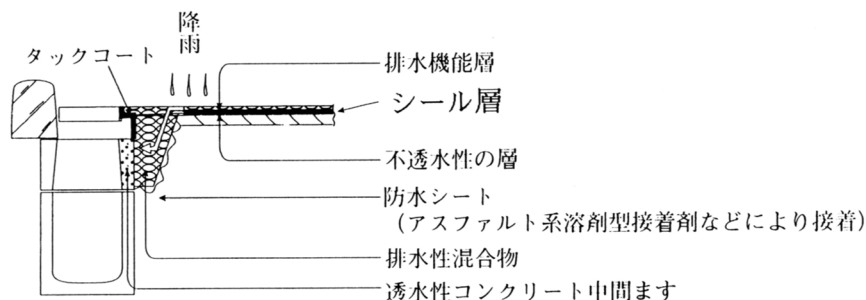 降雨
タックコート
排水機能層
シール層
不透水性の層
防水シート
(アスファルト系溶剤型接着剤などにより接着)
排水性混合物
透水性コンクリート中間ます